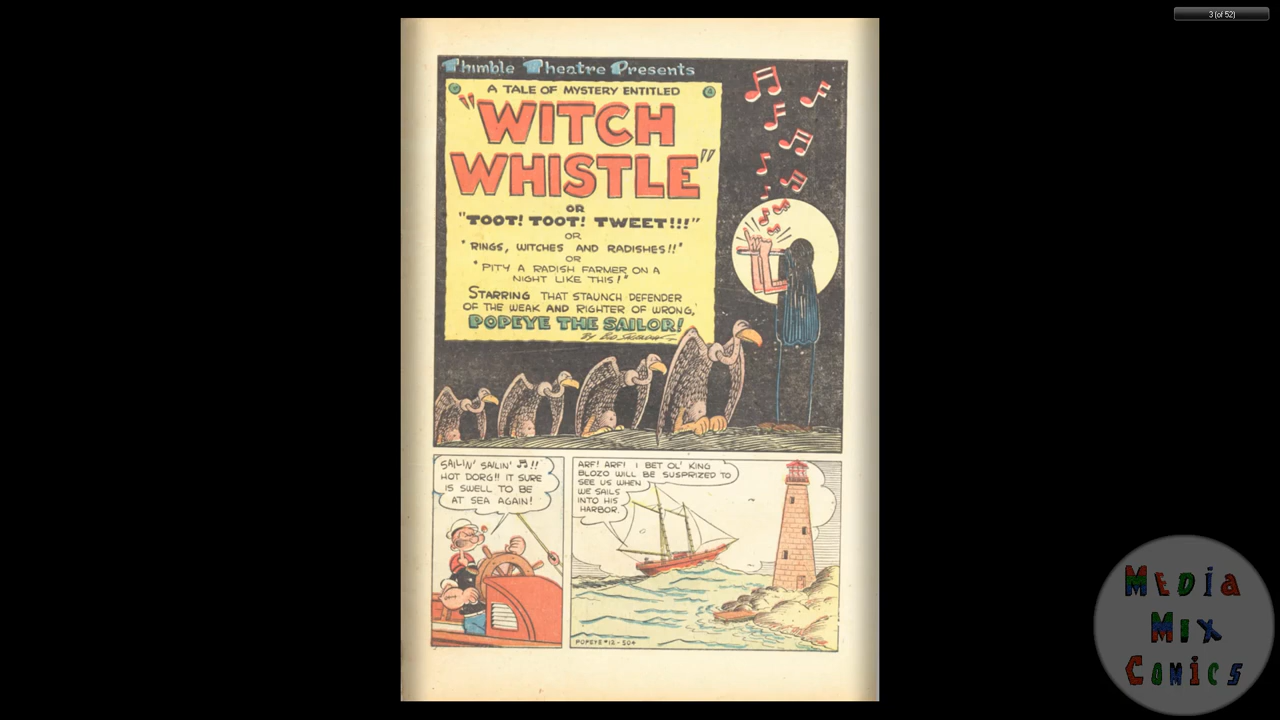 3 (of 52)
Thimble Theatre Presents
A TALE OF MYSTERY ENTITLED
"WITCH
WHISTLE"
OR
"TOOT! TOOT! TWEET!!!"
OR
"RINGS, WITCHES AND RADISHES!!"
OR
"PITY A RADISH FARMER ON A
NIGHT LIKE THIS!"
STARRING THAT STAUNCH DEFENDER
OF THE WEAK AND RIGHTER OF WRONG,
POPEYE THE SAILOR!
SAILIN' SAILIN' ♫!!
HOT DORG!! IT SURE
IS SWELL TO BE
AT SEA AGAIN!
ARF! ARF! I BET OL' KING
BLOZO WILL BE SUSPRIZED TO
SEE US WHEN
WE SAILS
INTO HIS
HARBOR.
POPEYE #12-504
MEDIA
MIX
COMICS